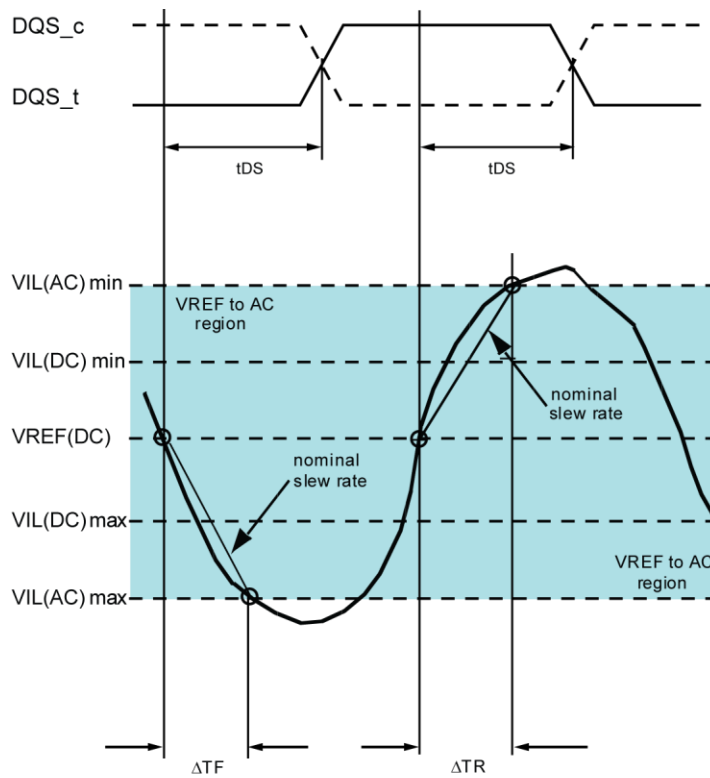 DQS_c
DQS_t
tDS
tDS
VIL(AC) min
VREF to AC
region
VIL(DC) min
nominal
slew rate
VREF(DC)
nominal
slew rate
VIL(DC) max
VREF to AC
region
VIL(AC) max
ΔTF
ΔTR